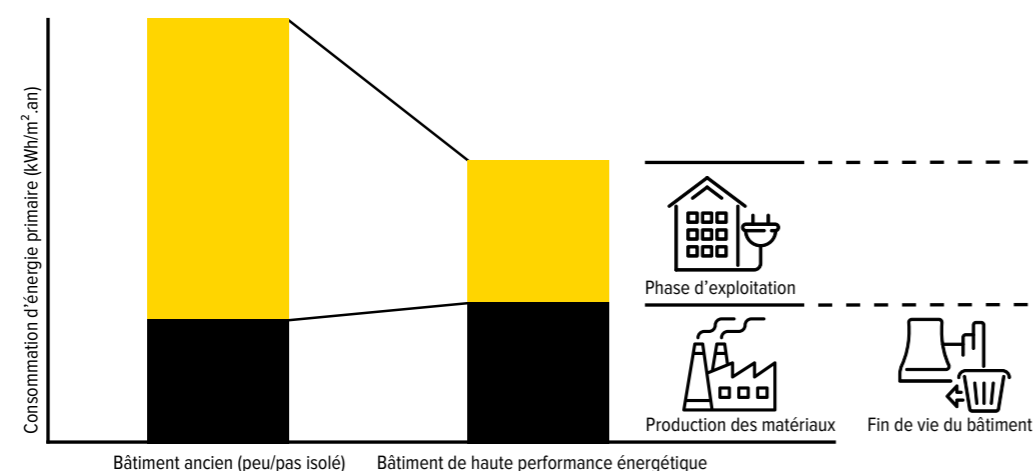 Consommation d'énergie primaire (kWh/m².an)
Phase d'exploitation
Production des matériaux
Fin de vie du bâtiment
Bâtiment ancien (peu/pas isolé)
Bâtiment de haute performance énergétique